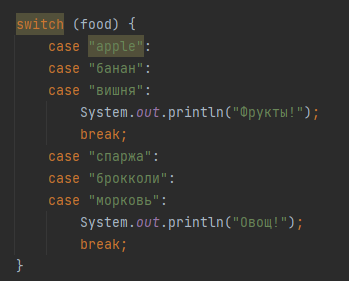 switch (food) {
    case "apple":
    case "банан":
    case "вишня":
        System.out.println("Фрукты!");
        break;
    case "спаржа":
    case "брокколи":
    case "морковь":
        System.out.println("Овощ!");
        break;
}